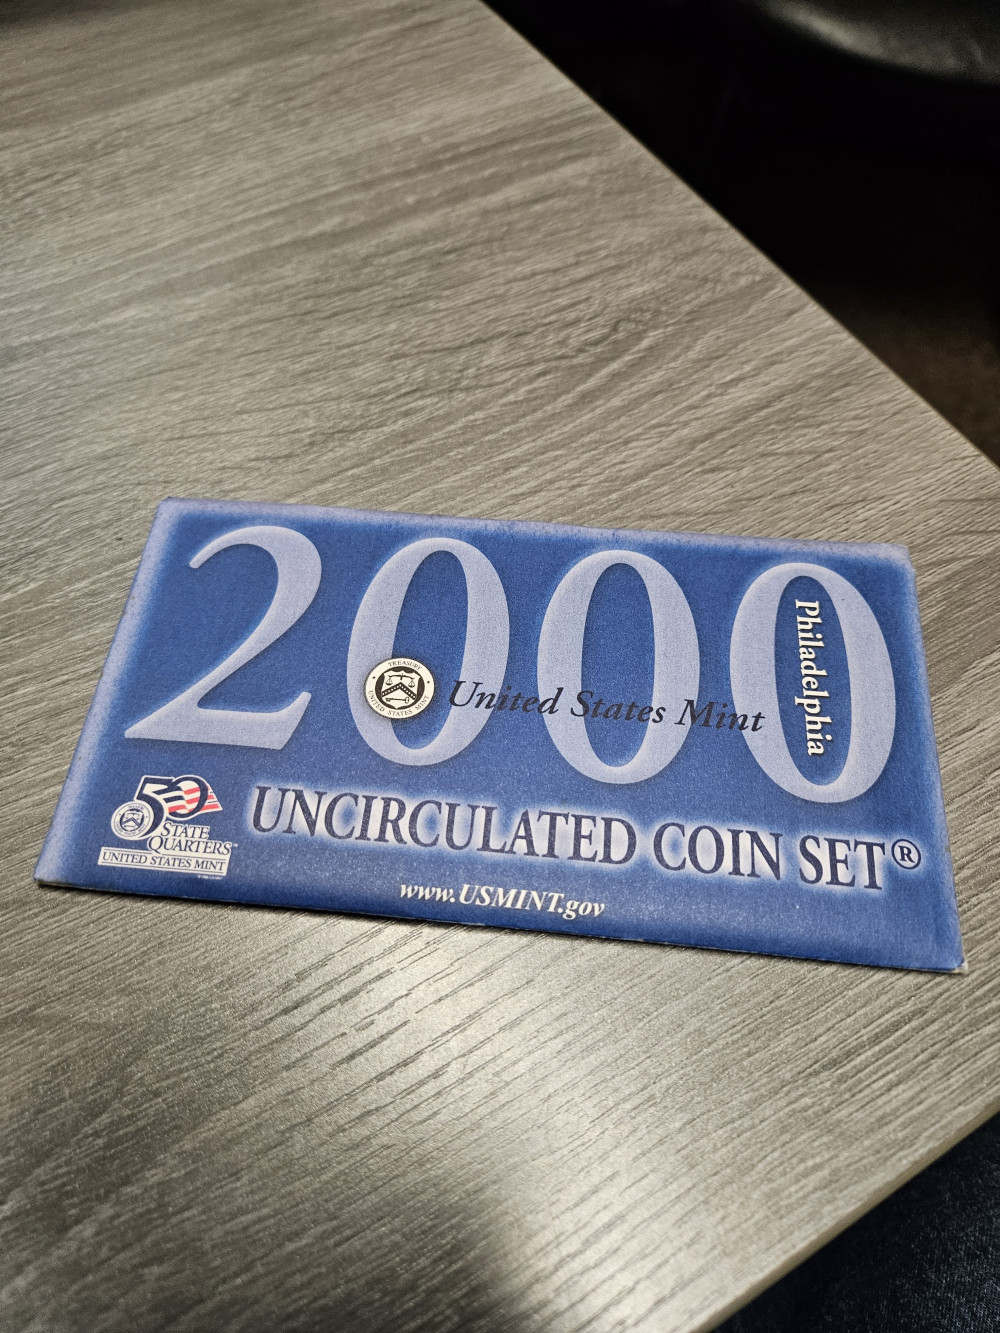 2000
Philadelphia
TREASURY
UNITED STATES MINT
United States Mint
50
STATE
QUARTERS™
UNITED STATES MINT
UNCIRCULATED COIN SET®
www.USMINT.gov